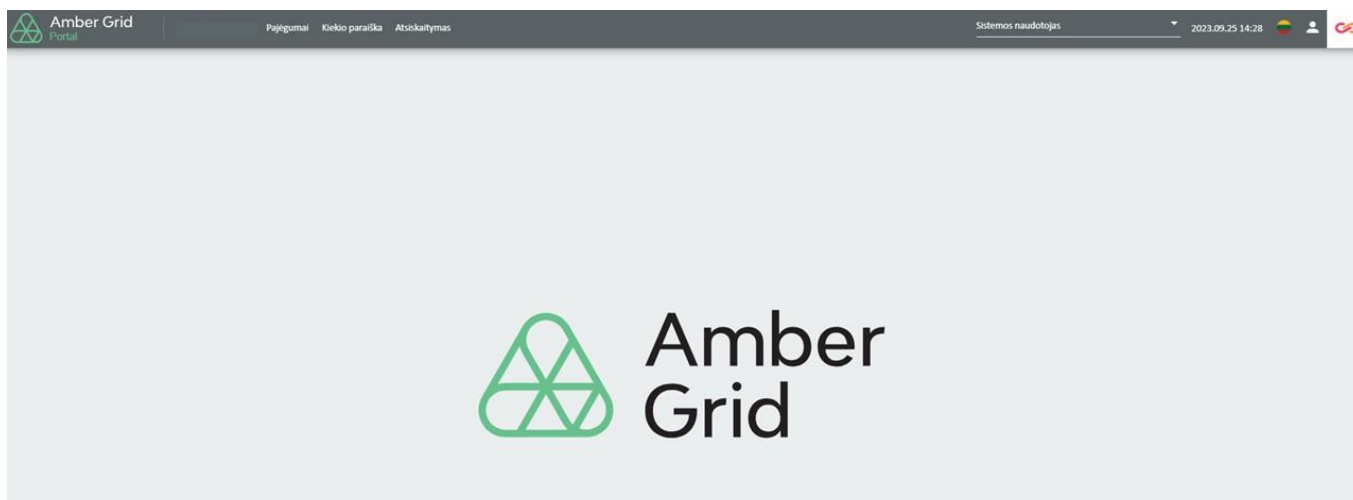 Amber Grid
Portal
Pajėgumai Kiekio paraiška Atsiskaitymas
Sistemos naudotojas
2023.09.25 14:28
Amber
Grid